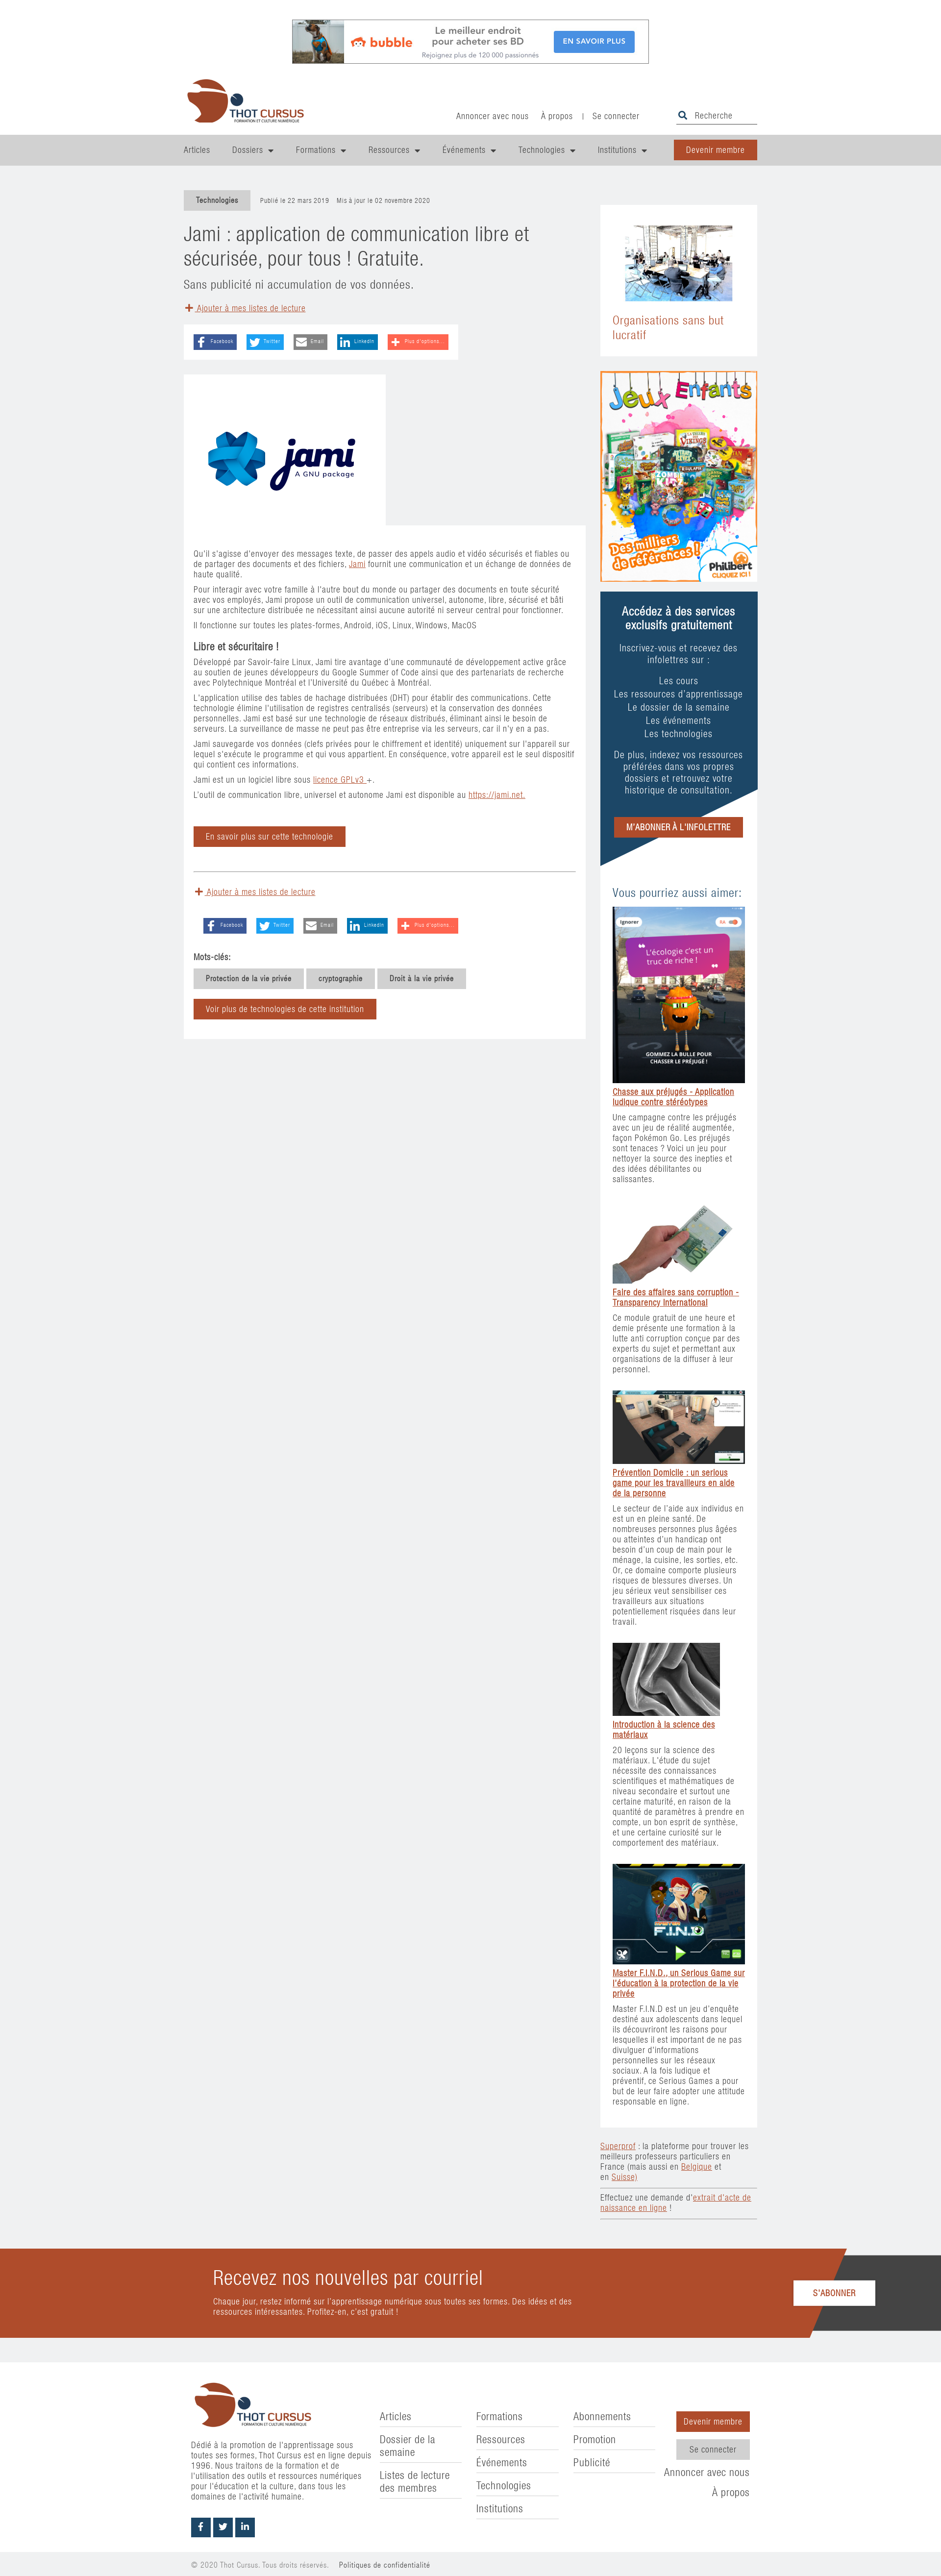 bubble
Le meilleur endroit
pour acheter ses BD
Rejoignez plus de 120 000 passionnés
EN SAVOIR PLUS
THOT CURSUS
FORMATION ET CULTURE NUMÉRIQUE
Annoncer avec nous À propos | Se connecter Recherche
Articles Dossiers Formations Ressources Événements Technologies Institutions Devenir membre
Technologies Publié le 22 mars 2019 Mis à jour le 02 novembre 2020
Jami : application de communication libre et
sécurisée, pour tous ! Gratuite.
Sans publicité ni accumulation de vos données.
Ajouter à mes listes de lecture
Facebook Twitter Email LinkedIn Plus d'options...
jami
A GNU package
Qu'il s'agisse d'envoyer des messages texte, de passer des appels audio et vidéo sécurisés et fiables ou
de partager des documents et des fichiers, Jami fournit une communication et un échange de données de
haute qualité.
Pour interagir avec votre famille à l'autre bout du monde ou partager des documents en toute sécurité
avec vos employés, Jami propose un outil de communication universel, autonome, libre, sécurisé et bâti
sur une architecture distribuée ne nécessitant ainsi aucune autorité ni serveur central pour fonctionner.
Il fonctionne sur toutes les plates-formes, Android, iOS, Linux, Windows, MacOS
Libre et sécuritaire !
Développé par Savoir-faire Linux, Jami tire avantage d'une communauté de développement active grâce
au soutien de jeunes développeurs du Google Summer of Code ainsi que des partenariats de recherche
avec Polytechnique Montréal et l'Université du Québec à Montréal.
L'application utilise des tables de hachage distribuées (DHT) pour établir des communications. Cette
technologie élimine l'utilisation de registres centralisés (serveurs) et la conservation des données
personnelles. Jami est basé sur une technologie de réseaux distribués, éliminant ainsi le besoin de
serveurs. La surveillance de masse ne peut pas être entreprise via les serveurs, car il n'y en a pas.
Jami sauvegarde vos données (clefs privées pour le chiffrement et identité) uniquement sur l'appareil sur
lequel s'exécute le programme et qui vous appartient. En conséquence, votre appareil est le seul dispositif
qui contient ces informations.
Jami est un un logiciel libre sous licence GPLv3 +.
L'outil de communication libre, universel et autonome Jami est disponible au https://jami.net.
En savoir plus sur cette technologie
Ajouter à mes listes de lecture
Facebook Twitter Email LinkedIn Plus d'options...
Mots-clés:
Protection de la vie privée cryptographie Droit à la vie privée
Voir plus de technologies de cette institution
Organisations sans but
lucratif
Jeux Enfants
Des milliers
de références !
Philibert
CLIQUEZ ICI !
Accédez à des services
exclusifs gratuitement
Inscrivez-vous et recevez des
infolettres sur :
Les cours
Les ressources d'apprentissage
Le dossier de la semaine
Les événements
Les technologies
De plus, indexez vos ressources
préférées dans vos propres
dossiers et retrouvez votre
historique de consultation.
M'ABONNER À L'INFOLETTRE
Vous pourriez aussi aimer:
Ignorer RA
L'écologie c'est un
truc de riche !
GOMMEZ LA BULLE POUR
CHASSER LE PRÉJUGÉ !
Chasse aux préjugés - Application
ludique contre stéréotypes
Une campagne contre les préjugés
avec un jeu de réalité augmentée,
façon Pokémon Go. Les préjugés
sont tenaces ? Voici un jeu pour
nettoyer la source des inepties et
des idées débilitantes ou
salissantes.
Faire des affaires sans corruption -
Transparency International
Ce module gratuit de une heure et
demie présente une formation à la
lutte anti corruption conçue par des
experts du sujet et permettant aux
organisations de la diffuser à leur
personnel.
Prévention Domicile : un serious
game pour les travailleurs en aide
de la personne
Le secteur de l'aide aux individus en
est un en pleine santé. De
nombreuses personnes plus âgées
ou atteintes d'un handicap ont
besoin d'un coup de main pour le
ménage, la cuisine, les sorties, etc.
Or, ce domaine comporte plusieurs
risques de blessures diverses. Un
jeu sérieux veut sensibiliser ces
travailleurs aux situations
potentiellement risquées dans leur
travail.
Introduction à la science des
matériaux
20 leçons sur la science des
matériaux. L'étude du sujet
nécessite des connaissances
scientifiques et mathématiques de
niveau secondaire et surtout une
certaine maturité, en raison de la
quantité de paramètres à prendre en
compte, un bon esprit de synthèse,
et une certaine curiosité sur le
comportement des matériaux.
MASTER
F.I.N.D
Master F.I.N.D., un Serious Game sur
l'éducation à la protection de la vie
privée
Master F.I.N.D est un jeu d'enquête
destiné aux adolescents dans lequel
ils découvriront les raisons pour
lesquelles il est important de ne pas
divulguer d'informations
personnelles sur les réseaux
sociaux. A la fois ludique et
préventif, ce Serious Games a pour
but de leur faire adopter une attitude
responsable en ligne.
Superprof : la plateforme pour trouver les
meilleurs professeurs particuliers en
France (mais aussi en Belgique et
en Suisse)
Effectuez une demande d'extrait d'acte de
naissance en ligne !
Recevez nos nouvelles par courriel
Chaque jour, restez informé sur l'apprentissage numérique sous toutes ses formes. Des idées et des
ressources intéressantes. Profitez-en, c'est gratuit !
S'ABONNER
THOT CURSUS
FORMATION ET CULTURE NUMÉRIQUE
Dédié à la promotion de l'apprentissage sous
toutes ses formes, Thot Cursus est en ligne depuis
1996. Nous traitons de la formation et de
l'utilisation des outils et ressources numériques
pour l'éducation et la culture, dans tous les
domaines de l'activité humaine.
Articles
Dossier de la
semaine
Listes de lecture
des membres
Formations
Ressources
Événements
Technologies
Institutions
Abonnements
Promotion
Publicité
Devenir membre
Se connecter
Annoncer avec nous
À propos
© 2020 Thot Cursus. Tous droits réservés. Politiques de confidentialité